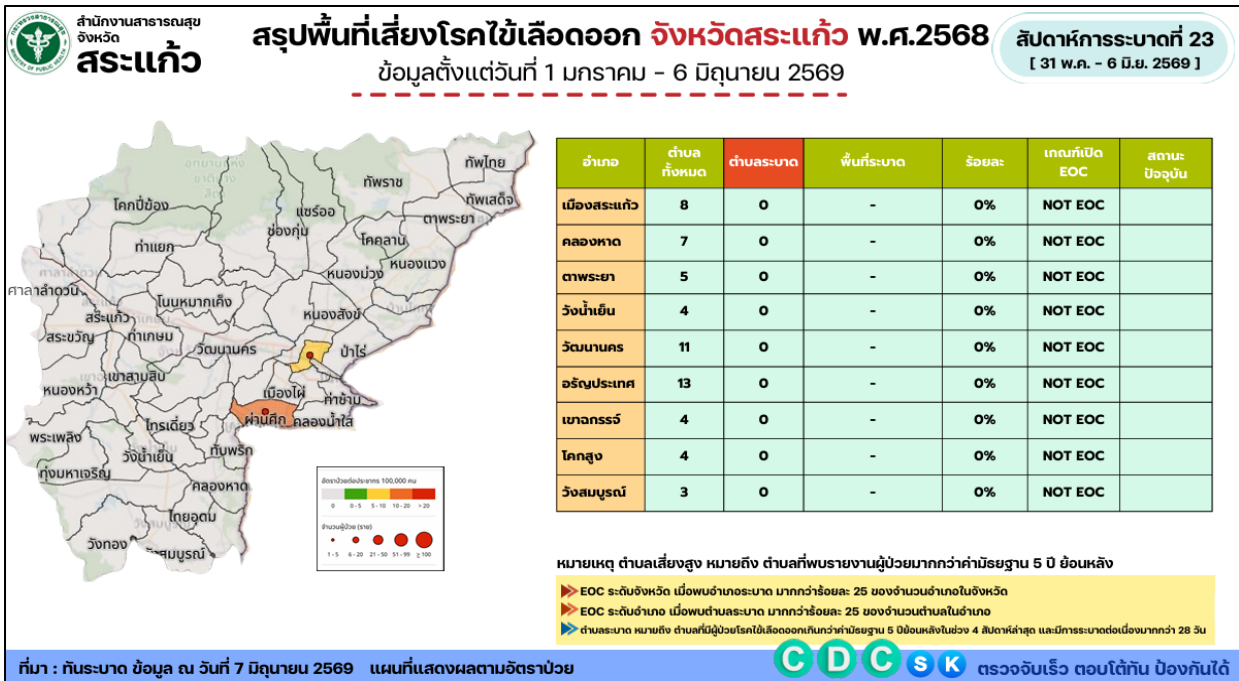 สำนักงานสาธารณสุข
จังหวัด
สระแก้ว
สรุปพื้นที่เสี่ยงโรคไข้เลือดออก จังหวัดสระแก้ว พ.ศ.2568
ข้อมูลตั้งแต่วันที่ 1 มกราคม - 6 มิถุนายน 2569
สัปดาห์การระบาดที่ 23
[ 31 พ.ค. - 6 มิ.ย. 2569 ]
ทัพไทย
ทัพราช
ทัพเสด็จ
โคกปี่ฆ้อง
แซร์ออ
ตาพระยา
ช่องกุ่ม
ท่าแยก
โคคลาน
หนองแวง
หนองม่วง
ศาลาลำดวน
โนนหมากเค็ง
สระแก้ว
หนองสังข์
สระขวัญ
ท่าเกษม
วัฒนานคร
ป่าไร่
เขาสามสิบ
หนองหว้า
เมืองไผ่
ท่าข้าม
ผ่านศึก
คลองน้ำใส
ไทรเดี่ยว
พระเพลิง
วังน้ำเย็น
ทับพริก
ทุ่งมหาเจริญ
คลองหาด
ไทยอุดม
วังทอง
วังสมบูรณ์
อัตราป่วยต่อประชากร 100,000 คน
0 0-5 5-10 10-20 >20
จำนวนผู้ป่วย (ราย)
1-5 6-20 21-50 51-99 ≥100
อำเภอ ตำบลทั้งหมด ตำบลระบาด พื้นที่ระบาด ร้อยละ เกณฑ์เปิด EOC สถานะปัจจุบัน
เมืองสระแก้ว 8 0 - 0% NOT EOC
คลองหาด 7 0 - 0% NOT EOC
ตาพระยา 5 0 - 0% NOT EOC
วังน้ำเย็น 4 0 - 0% NOT EOC
วัฒนานคร 11 0 - 0% NOT EOC
อรัญประเทศ 13 0 - 0% NOT EOC
เขาฉกรรจ์ 4 0 - 0% NOT EOC
โคกสูง 4 0 - 0% NOT EOC
วังสมบูรณ์ 3 0 - 0% NOT EOC
หมายเหตุ ตำบลเสี่ยงสูง หมายถึง ตำบลที่พบรายงานผู้ป่วยมากกว่าค่ามัธยฐาน 5 ปี ย้อนหลัง
EOC ระดับจังหวัด เมื่อพบอำเภอระบาด มากกว่าร้อยละ 25 ของจำนวนอำเภอในจังหวัด
EOC ระดับอำเภอ เมื่อพบตำบลระบาด มากกว่าร้อยละ 25 ของจำนวนตำบลในอำเภอ
ตำบลระบาด หมายถึง ตำบลที่มีผู้ป่วยโรคไข้เลือดออกเกินกว่าค่ามัธยฐาน 5 ปีย้อนหลังในช่วง 4 สัปดาห์ล่าสุด และมีการระบาดต่อเนื่องมากกว่า 28 วัน
ที่มา : ทันระบาด ข้อมูล ณ วันที่ 7 มิถุนายน 2569 แผนที่แสดงผลตามอัตราป่วย
C D C S K ตรวจจับเร็ว ตอบโต้ทัน ป้องกันได้